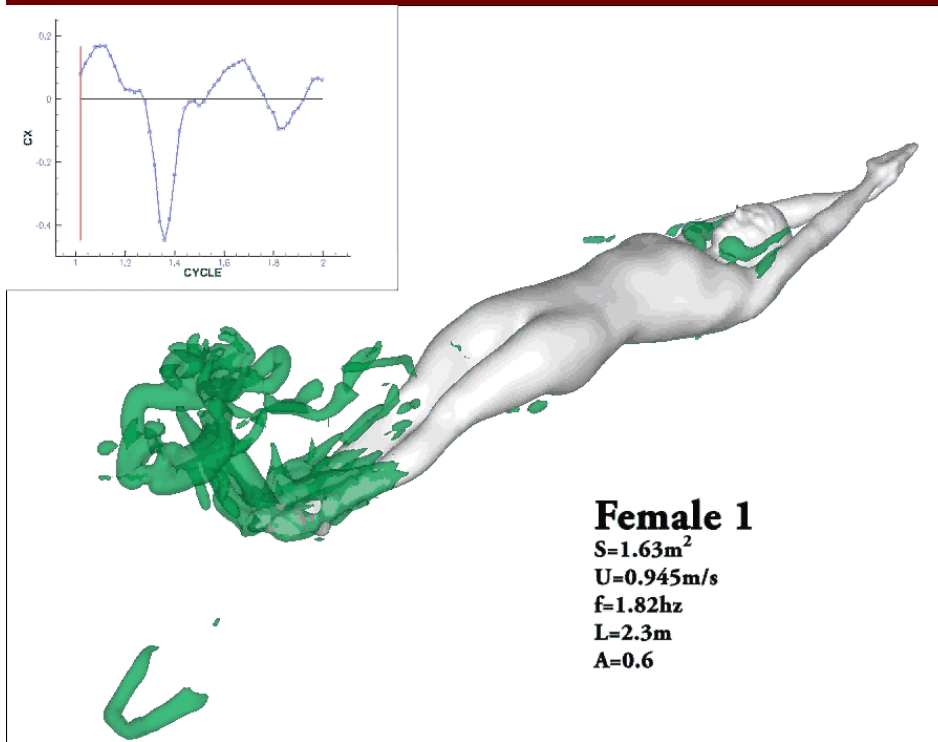 0.2
0
-0.2
-0.4
CX
1
1.2
1.4
1.6
1.8
2
CYCLE
Female 1
S=1.63m²
U=0.945m/s
f=1.82hz
L=2.3m
A=0.6